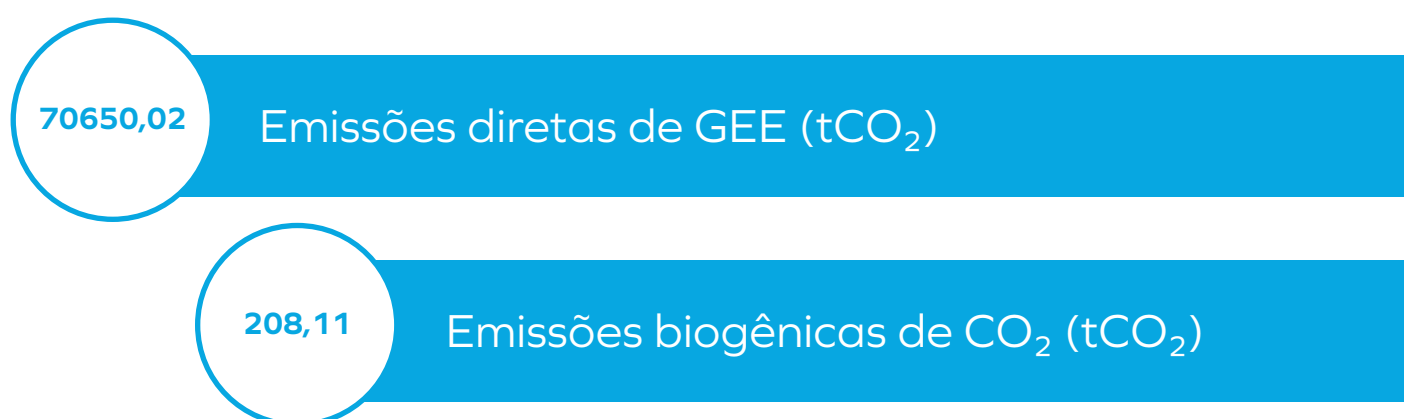 70650,02
Emissões diretas de GEE (tCO₂)
208,11
Emissões biogênicas de CO₂ (tCO₂)